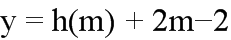 y = h(m) + 2m−2